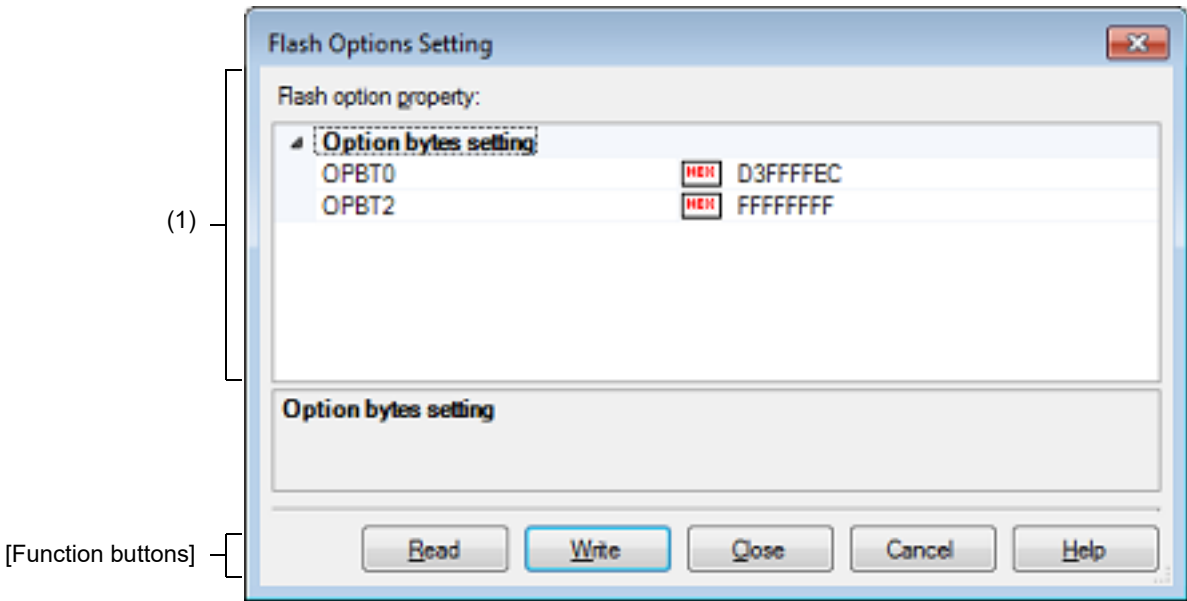 Flash Options Setting
Flash option property:
Option bytes setting
OPBT0 HEX D3FFFFEC
OPBT2 HEX FFFFFFFF
(1)
Option bytes setting
[Function buttons]
Read Write Close Cancel Help